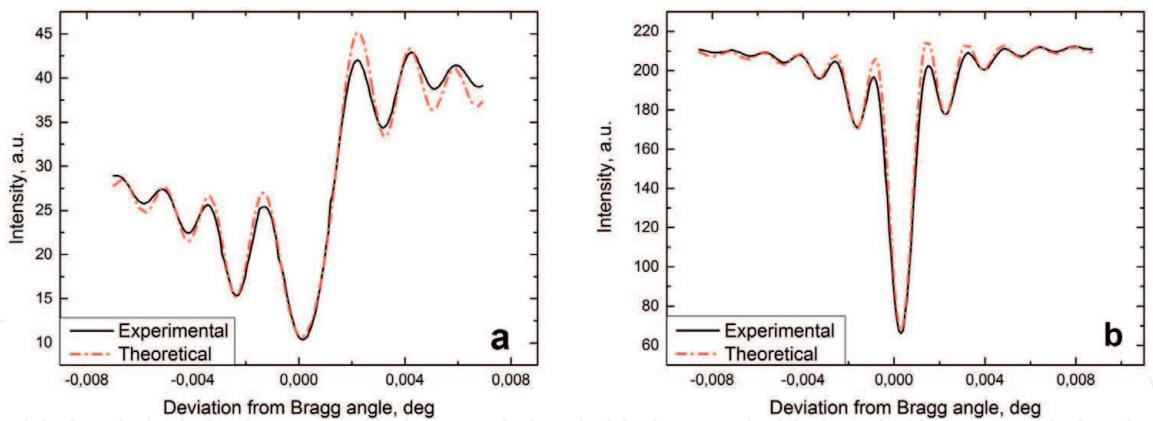 45
40
35
30
25
20
15
10
Intensity, a.u.
Experimental
Theoretical
a
-0,008 -0,004 0,000 0,004 0,008
Deviation from Bragg angle, deg
220
200
180
160
140
120
100
80
60
Intensity, a.u.
Experimental
Theoretical
b
-0,008 -0,004 0,000 0,004 0,008
Deviation from Bragg angle, deg